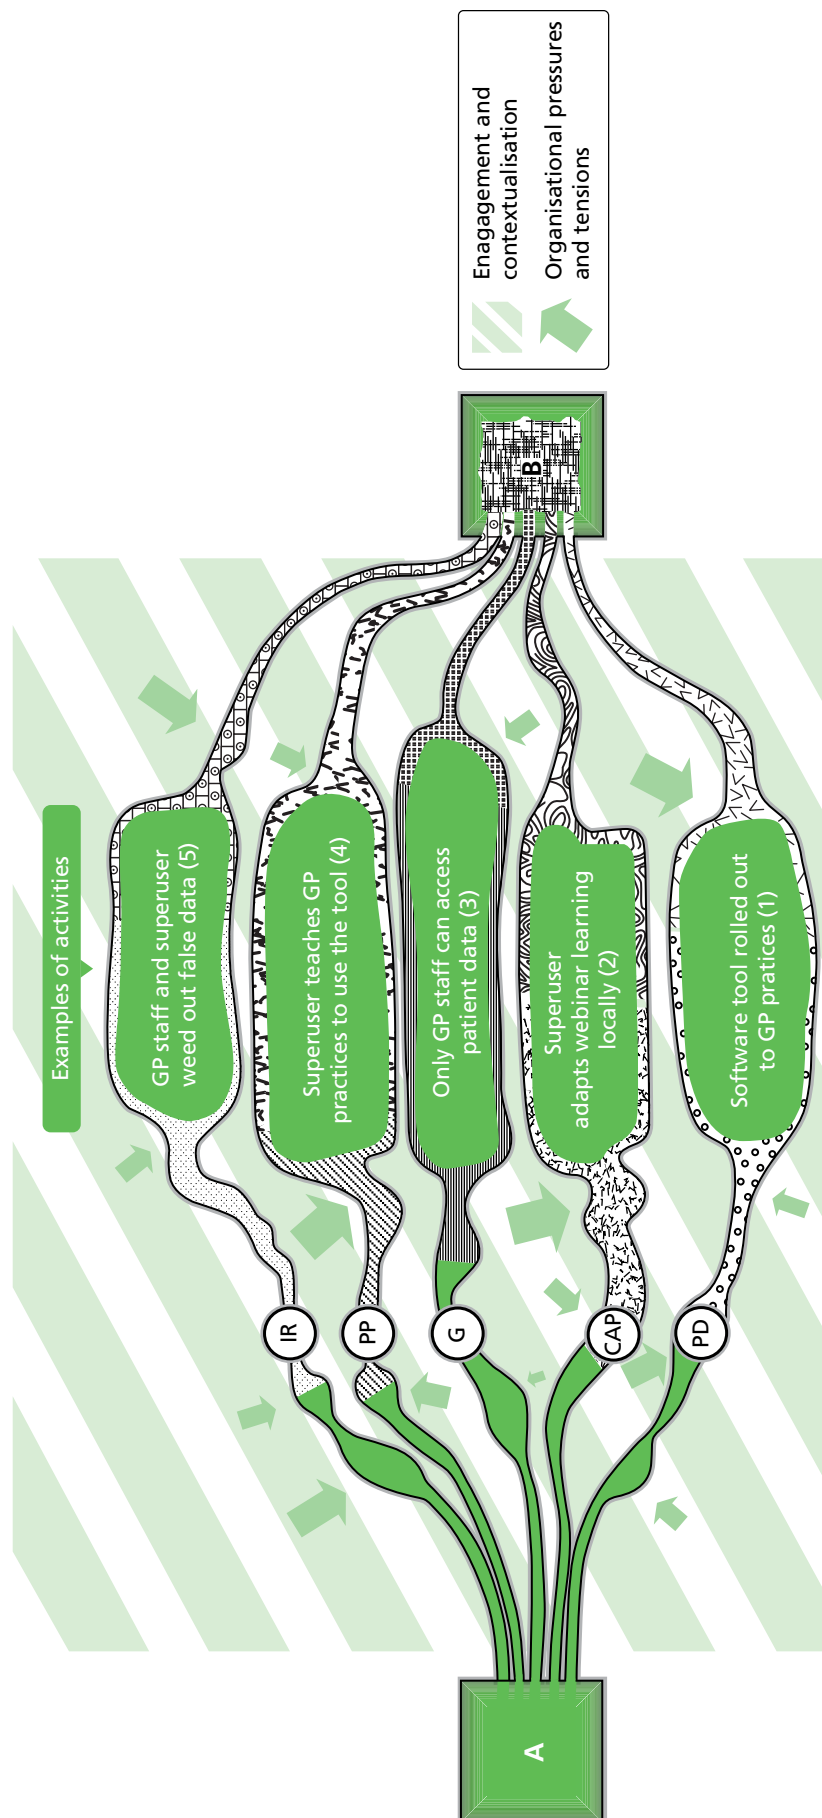 Examples of activities
GP staff and superuser
weed out false data (5)
Superuser teaches GP
practices to use the tool (4)
Only GP staff can access
patient data (3)
Superuser
adapts webinar learning
locally (2)
Software tool rolled out
to GP pratices (1)
A
IR
PP
G
CAP
PD
B
Enagagement and
contextualisation
Organisational pressures
and tensions